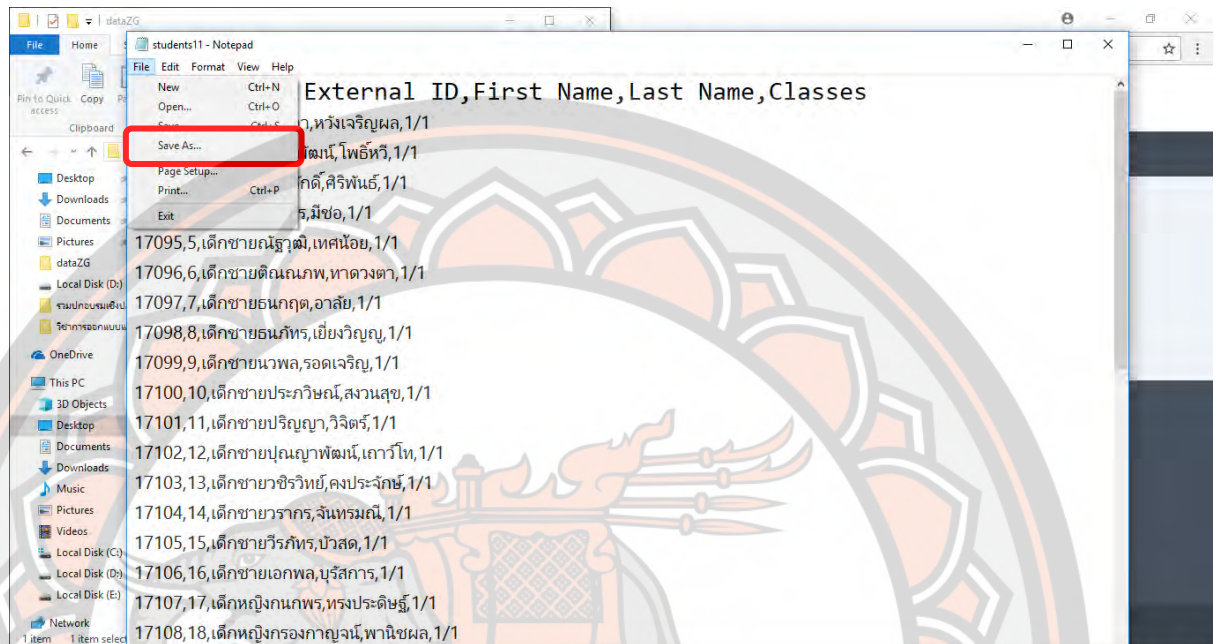 dataZG
File Home
Pin to Quick access Copy
Clipboard
Desktop
Downloads
Documents
Pictures
dataZG
Local Disk (D:)
OneDrive
This PC
3D Objects
Desktop
Documents
Downloads
Music
Pictures
Videos
Local Disk (C:)
Local Disk (D:)
Local Disk (E:)
Network
1 item 1 item select
students11 - Notepad
File Edit Format View Help
New Ctrl+N
Open... Ctrl+O
Save Ctrl+S
Save As...
Page Setup...
Print... Ctrl+P
Exit
External ID,First Name,Last Name,Classes
า,หวังเจริญผล,1/1
พัฒน์,โพธิ์หวี,1/1
ักดิ์,ศิริพันธ์,1/1
ร,มีช่อ,1/1
17095,5,เด็กชายณัฐวุฒิ,เทศน้อย,1/1
17096,6,เด็กชายติณณภพ,ทาดวงตา,1/1
17097,7,เด็กชายธนกฤต,อาลัย,1/1
17098,8,เด็กชายธนภัทร,เยี่ยงวิญญู,1/1
17099,9,เด็กชายนวพล,รอดเจริญ,1/1
17100,10,เด็กชายประภวิษณ์,สงวนสุข,1/1
17101,11,เด็กชายปริญญา,วิจิตร์,1/1
17102,12,เด็กชายปุณญาพัฒน์,เถาว์โท,1/1
17103,13,เด็กชายวชิรวิทย์,คงประจักษ์,1/1
17104,14,เด็กชายวรากร,จันทรมณี,1/1
17105,15,เด็กชายวีรภัทร,บัวสด,1/1
17106,16,เด็กชายเอกพล,บุรัสการ,1/1
17107,17,เด็กหญิงกนกพร,ทรงประดิษฐ์,1/1
17108,18,เด็กหญิงกรองกาญจน์,พานิชผล,1/1